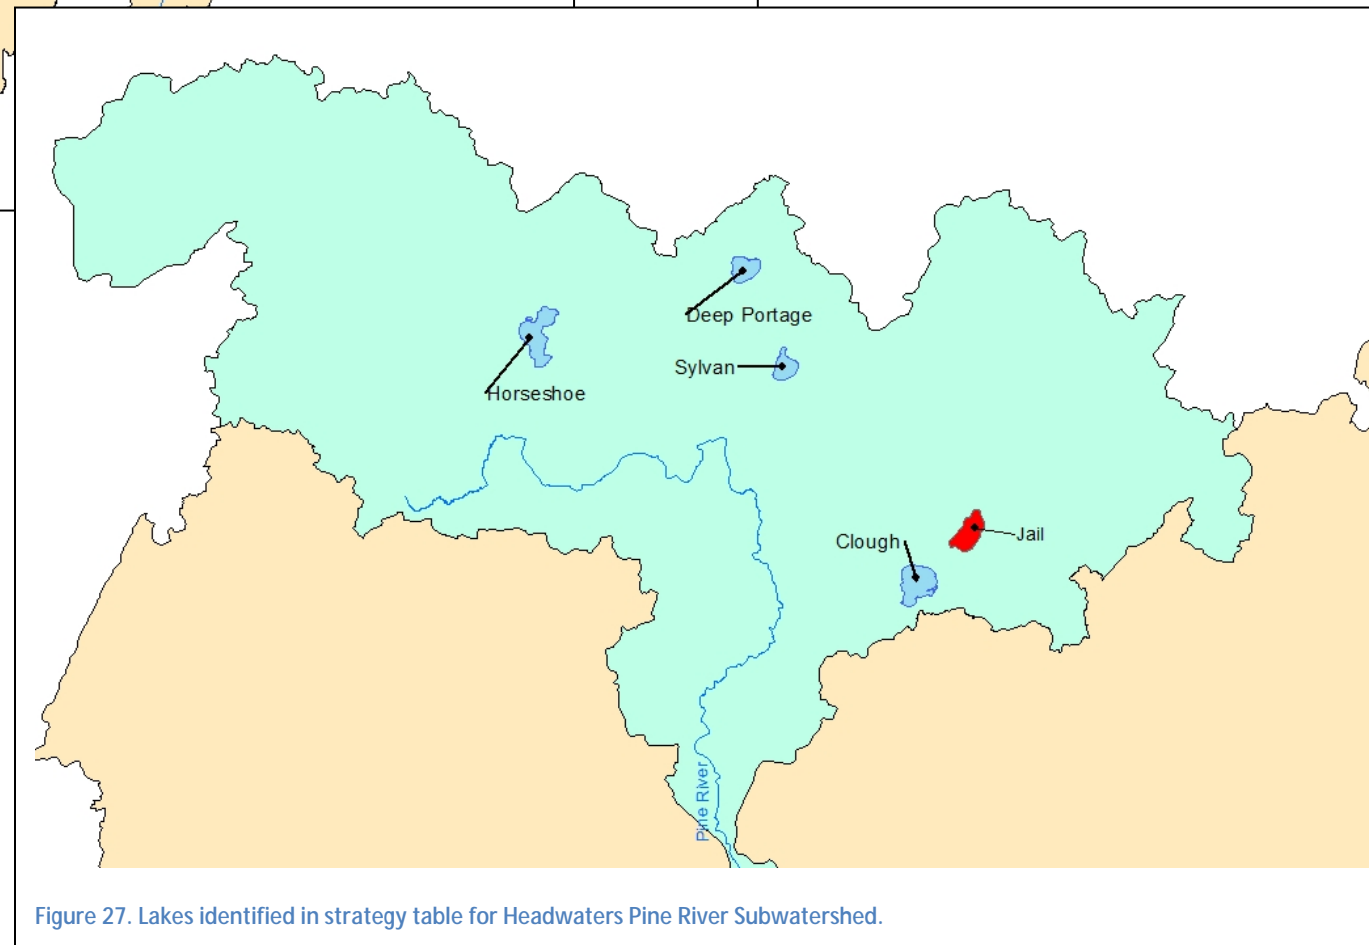 Deep Portage
Sylvan
Horseshoe
Clough
Jail
Pine River
Figure 27. Lakes identified in strategy table for Headwaters Pine River Subwatershed.